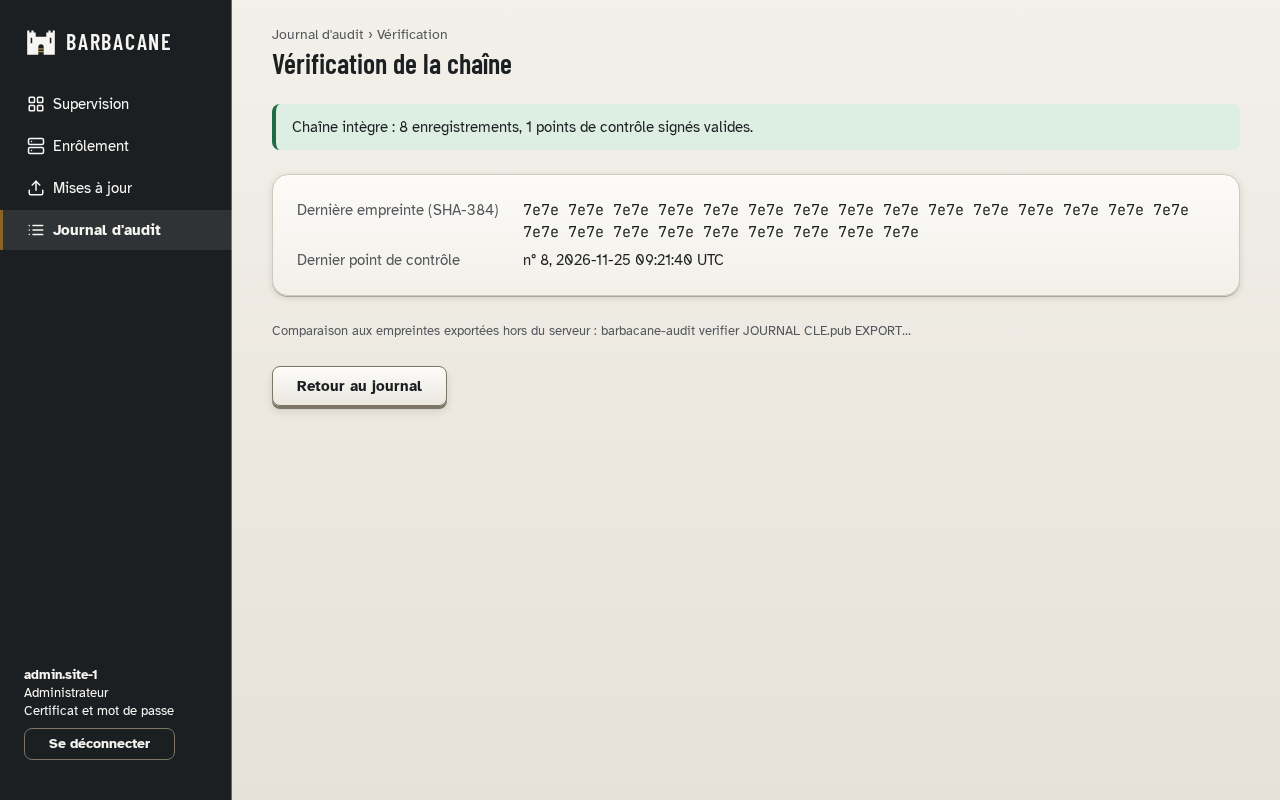 BARBACANE
Supervision
Enrôlement
Mises à jour
Journal d'audit
admin.site-1
Administrateur
Certificat et mot de passe
Se déconnecter
Journal d'audit › Vérification
Vérification de la chaîne
Chaîne intègre : 8 enregistrements, 1 points de contrôle signés valides.
Dernière empreinte (SHA-384) 7e7e 7e7e 7e7e 7e7e 7e7e 7e7e 7e7e 7e7e 7e7e 7e7e 7e7e 7e7e 7e7e 7e7e 7e7e
7e7e 7e7e 7e7e 7e7e 7e7e 7e7e 7e7e 7e7e 7e7e
Dernier point de contrôle n° 8, 2026-11-25 09:21:40 UTC
Comparaison aux empreintes exportées hors du serveur : barbacane-audit verifier JOURNAL CLE.pub EXPORT...
Retour au journal